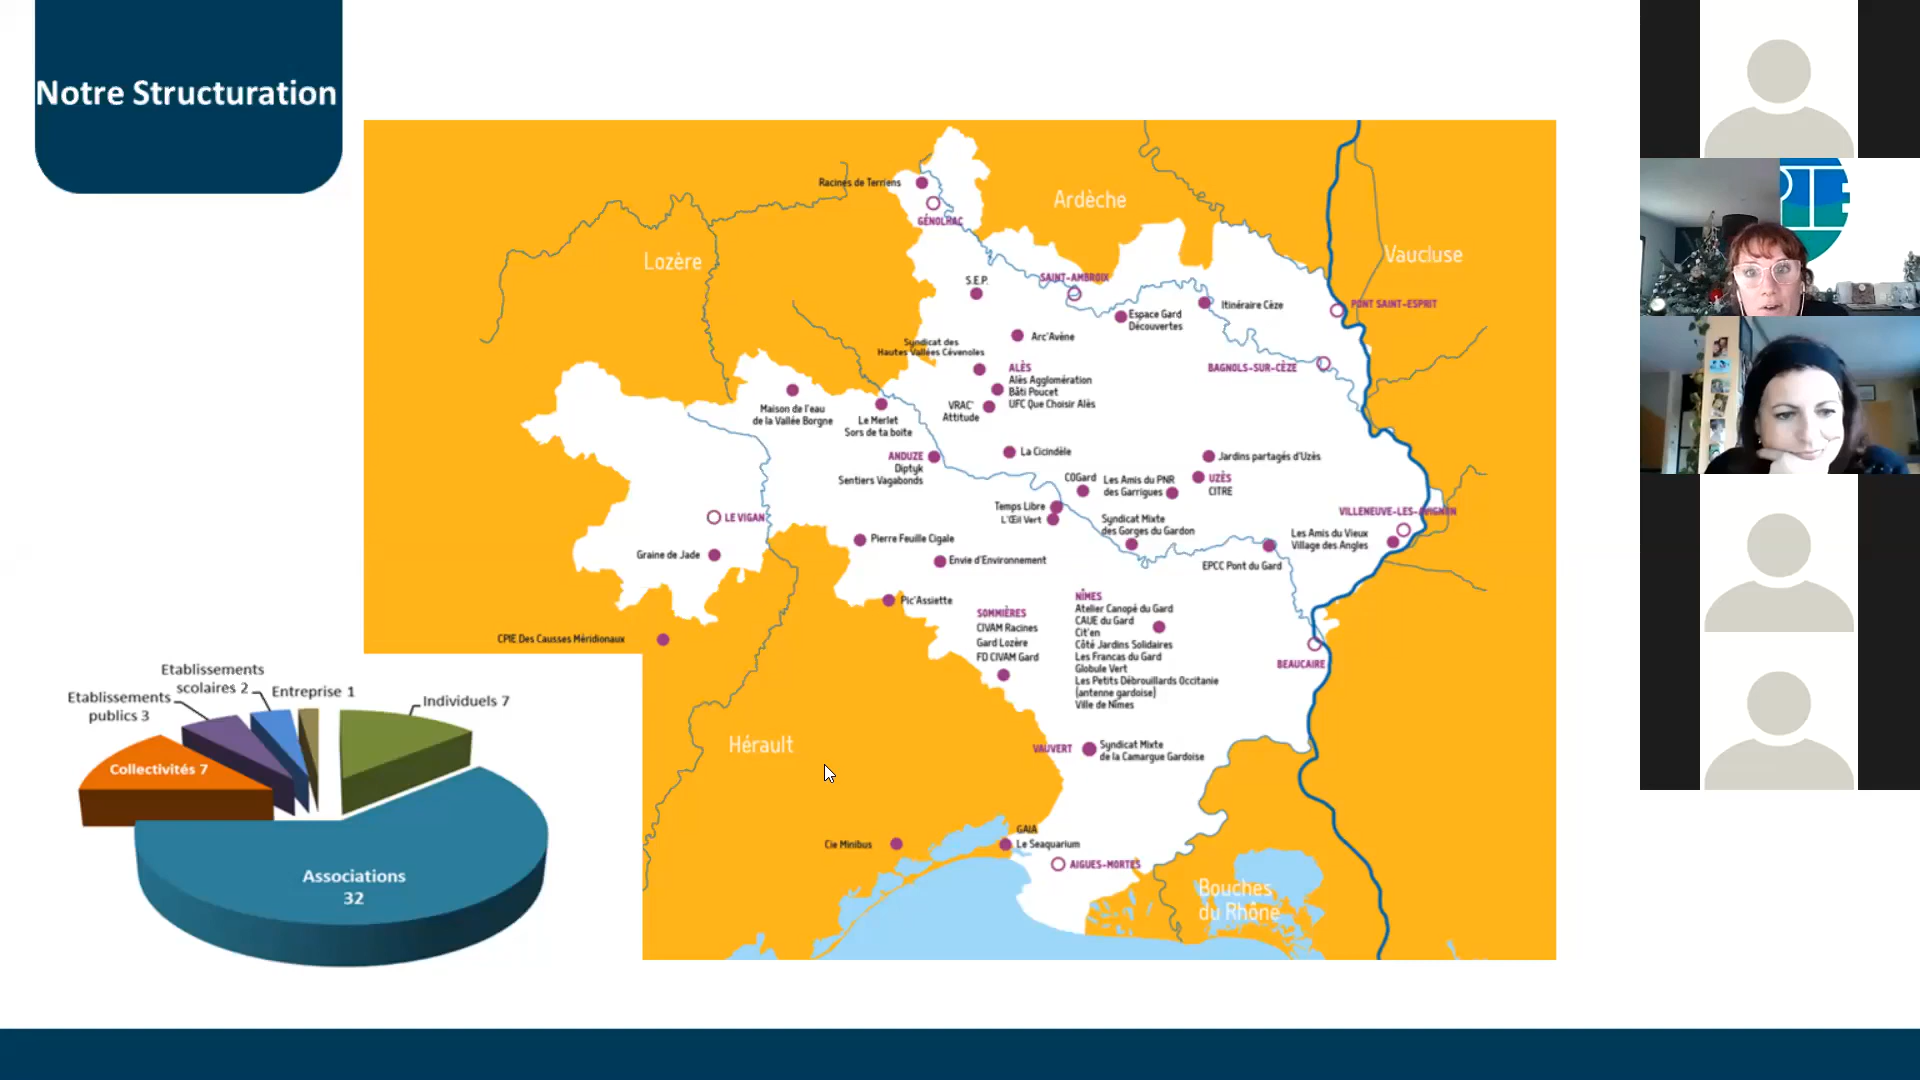 Notre Structuration
Racines de Terriens
GÉNOLHAC
Ardèche
Lozère
Vaucluse
S.E.P.
SAINT-AMBROIX
Itinéraire Cèze
PONT SAINT-ESPRIT
Espace Gard
Découvertes
Arc'Avène
Syndicat des
Hautes Vallées Cévenoles
ALÈS
Alès Agglomération
Bâti Poucet
UFC Que Choisir Alès
BAGNOLS-SUR-CÈZE
VRAC'
Attitude
Maison de l'eau
de la Vallée Borgne
Le Merlet
Sors de ta boite
ANDUZE
Diptyk
Sentiers Vagabonds
La Cicindèle
Jardins partagés d'Uzès
COGard
Les Amis du PNR
des Garrigues
UZÈS
CITRE
Temps Libre
L'Œil Vert
Syndicat Mixte
des Gorges du Gardon
VILLENEUVE-LES-AVIGNON
Les Amis du Vieux
Village des Angles
LE VIGAN
Graine de Jade
Pierre Feuille Cigale
Envie d'Environnement
EPCC Pont du Gard
Pic'Assiette
SOMMIÈRES
CIVAM Racines
Gard Lozère
FD CIVAM Gard
NÎMES
Atelier Canopé du Gard
CAUE du Gard
Cit'en
Côté Jardins Solidaires
Les Francas du Gard
Globule Vert
Les Petits Débrouillards Occitanie
(antenne gardoise)
Ville de Nîmes
BEAUCAIRE
CPIE Des Causses Méridionaux
Hérault
VAUVERT
Syndicat Mixte
de la Camargue Gardoise
Cie Minibus
GAIA
Le Seaquarium
AIGUES-MORTES
Bouches
du Rhône
Etablissements
scolaires 2
Entreprise 1
Etablissements
publics 3
Individuels 7
Collectivités 7
Associations
32
PIE